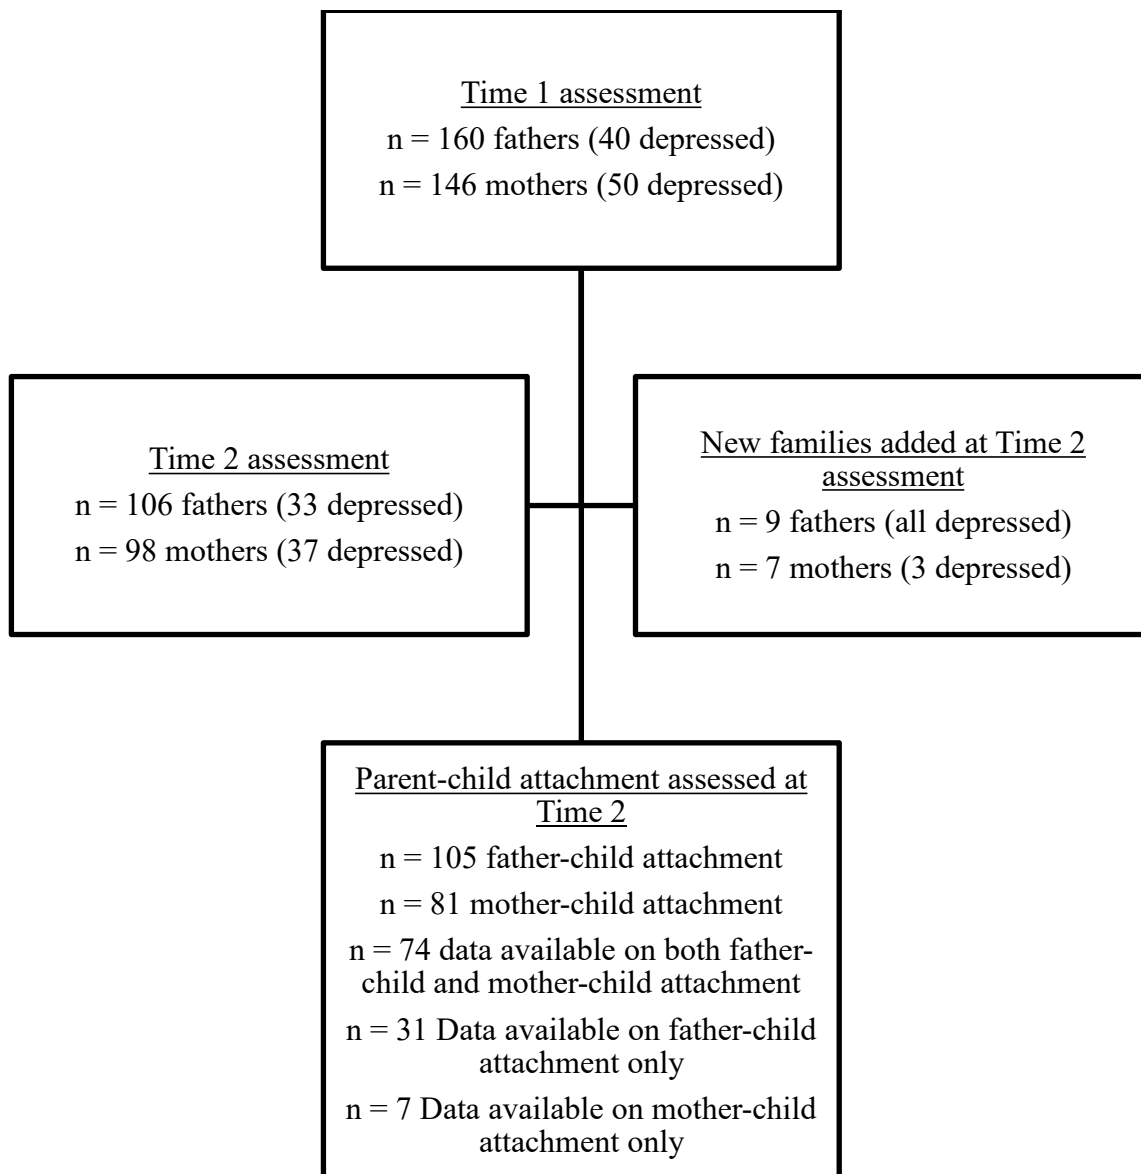 Time 1 assessment
n = 160 fathers (40 depressed)
n = 146 mothers (50 depressed)
Time 2 assessment
n = 106 fathers (33 depressed)
n = 98 mothers (37 depressed)
New families added at Time 2
assessment
n = 9 fathers (all depressed)
n = 7 mothers (3 depressed)
Parent-child attachment assessed at
Time 2
n = 105 father-child attachment
n = 81 mother-child attachment
n = 74 data available on both father-
child and mother-child attachment
n = 31 Data available on father-child
attachment only
n = 7 Data available on mother-child
attachment only